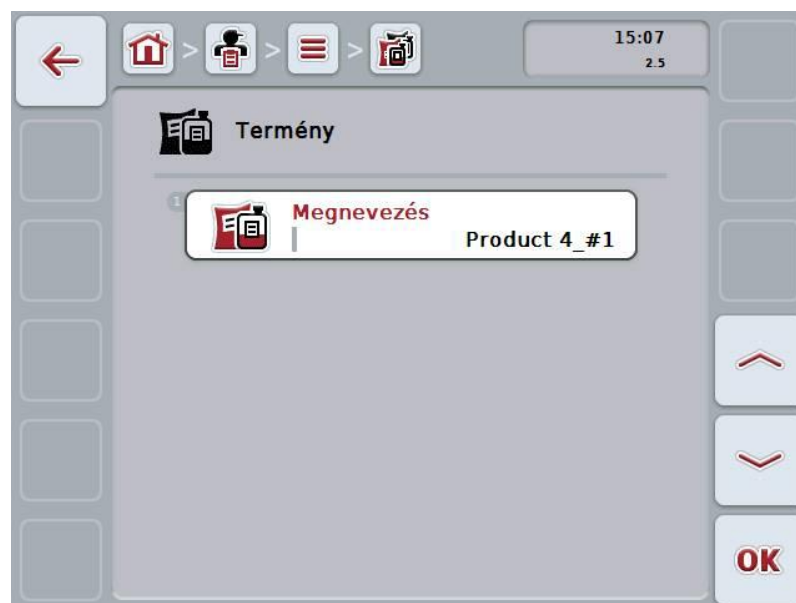 > > >
15:07
2.5
Termény
1
Megnevezés
Product 4_#1
OK